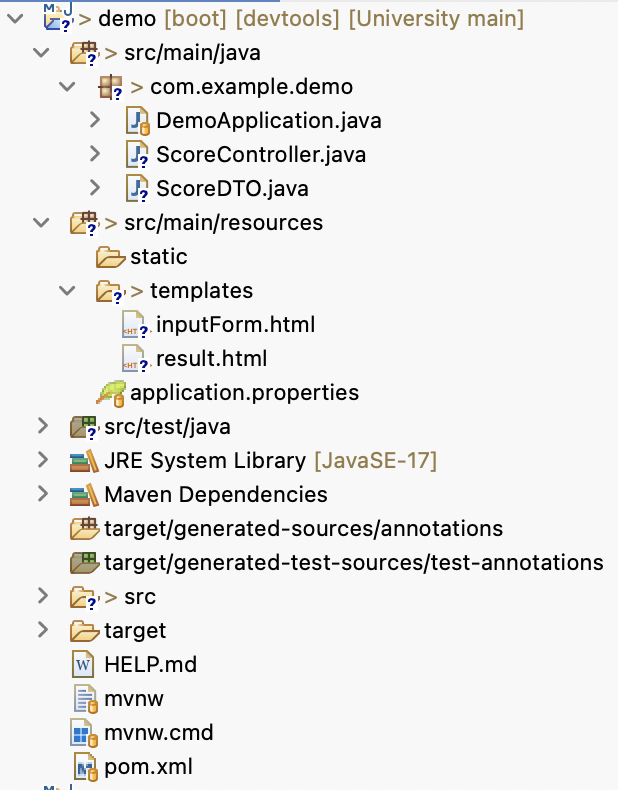 > demo [boot] [devtools] [University main]
> src/main/java
> com.example.demo
DemoApplication.java
ScoreController.java
ScoreDTO.java
> src/main/resources
static
> templates
inputForm.html
result.html
application.properties
src/test/java
JRE System Library [JavaSE-17]
Maven Dependencies
target/generated-sources/annotations
target/generated-test-sources/test-annotations
> src
target
HELP.md
mvnw
mvnw.cmd
pom.xml